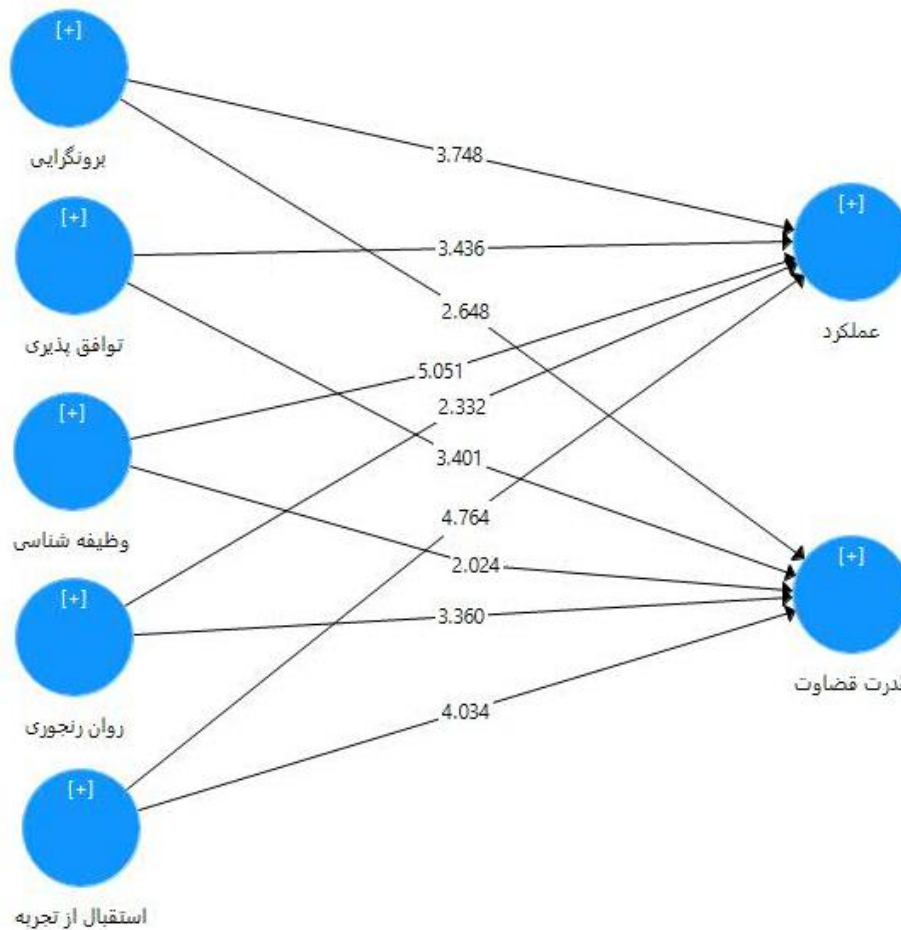 [+]
برونگرایی
[+]
توافق پذیری
[+]
وظیفه شناسی
[+]
روان رنجوری
[+]
استقبال از تجربه
3.748
3.436
2.648
5.051
2.332
3.401
4.764
2.024
3.360
4.034
[+]
عملکرد
[+]
قضاوت